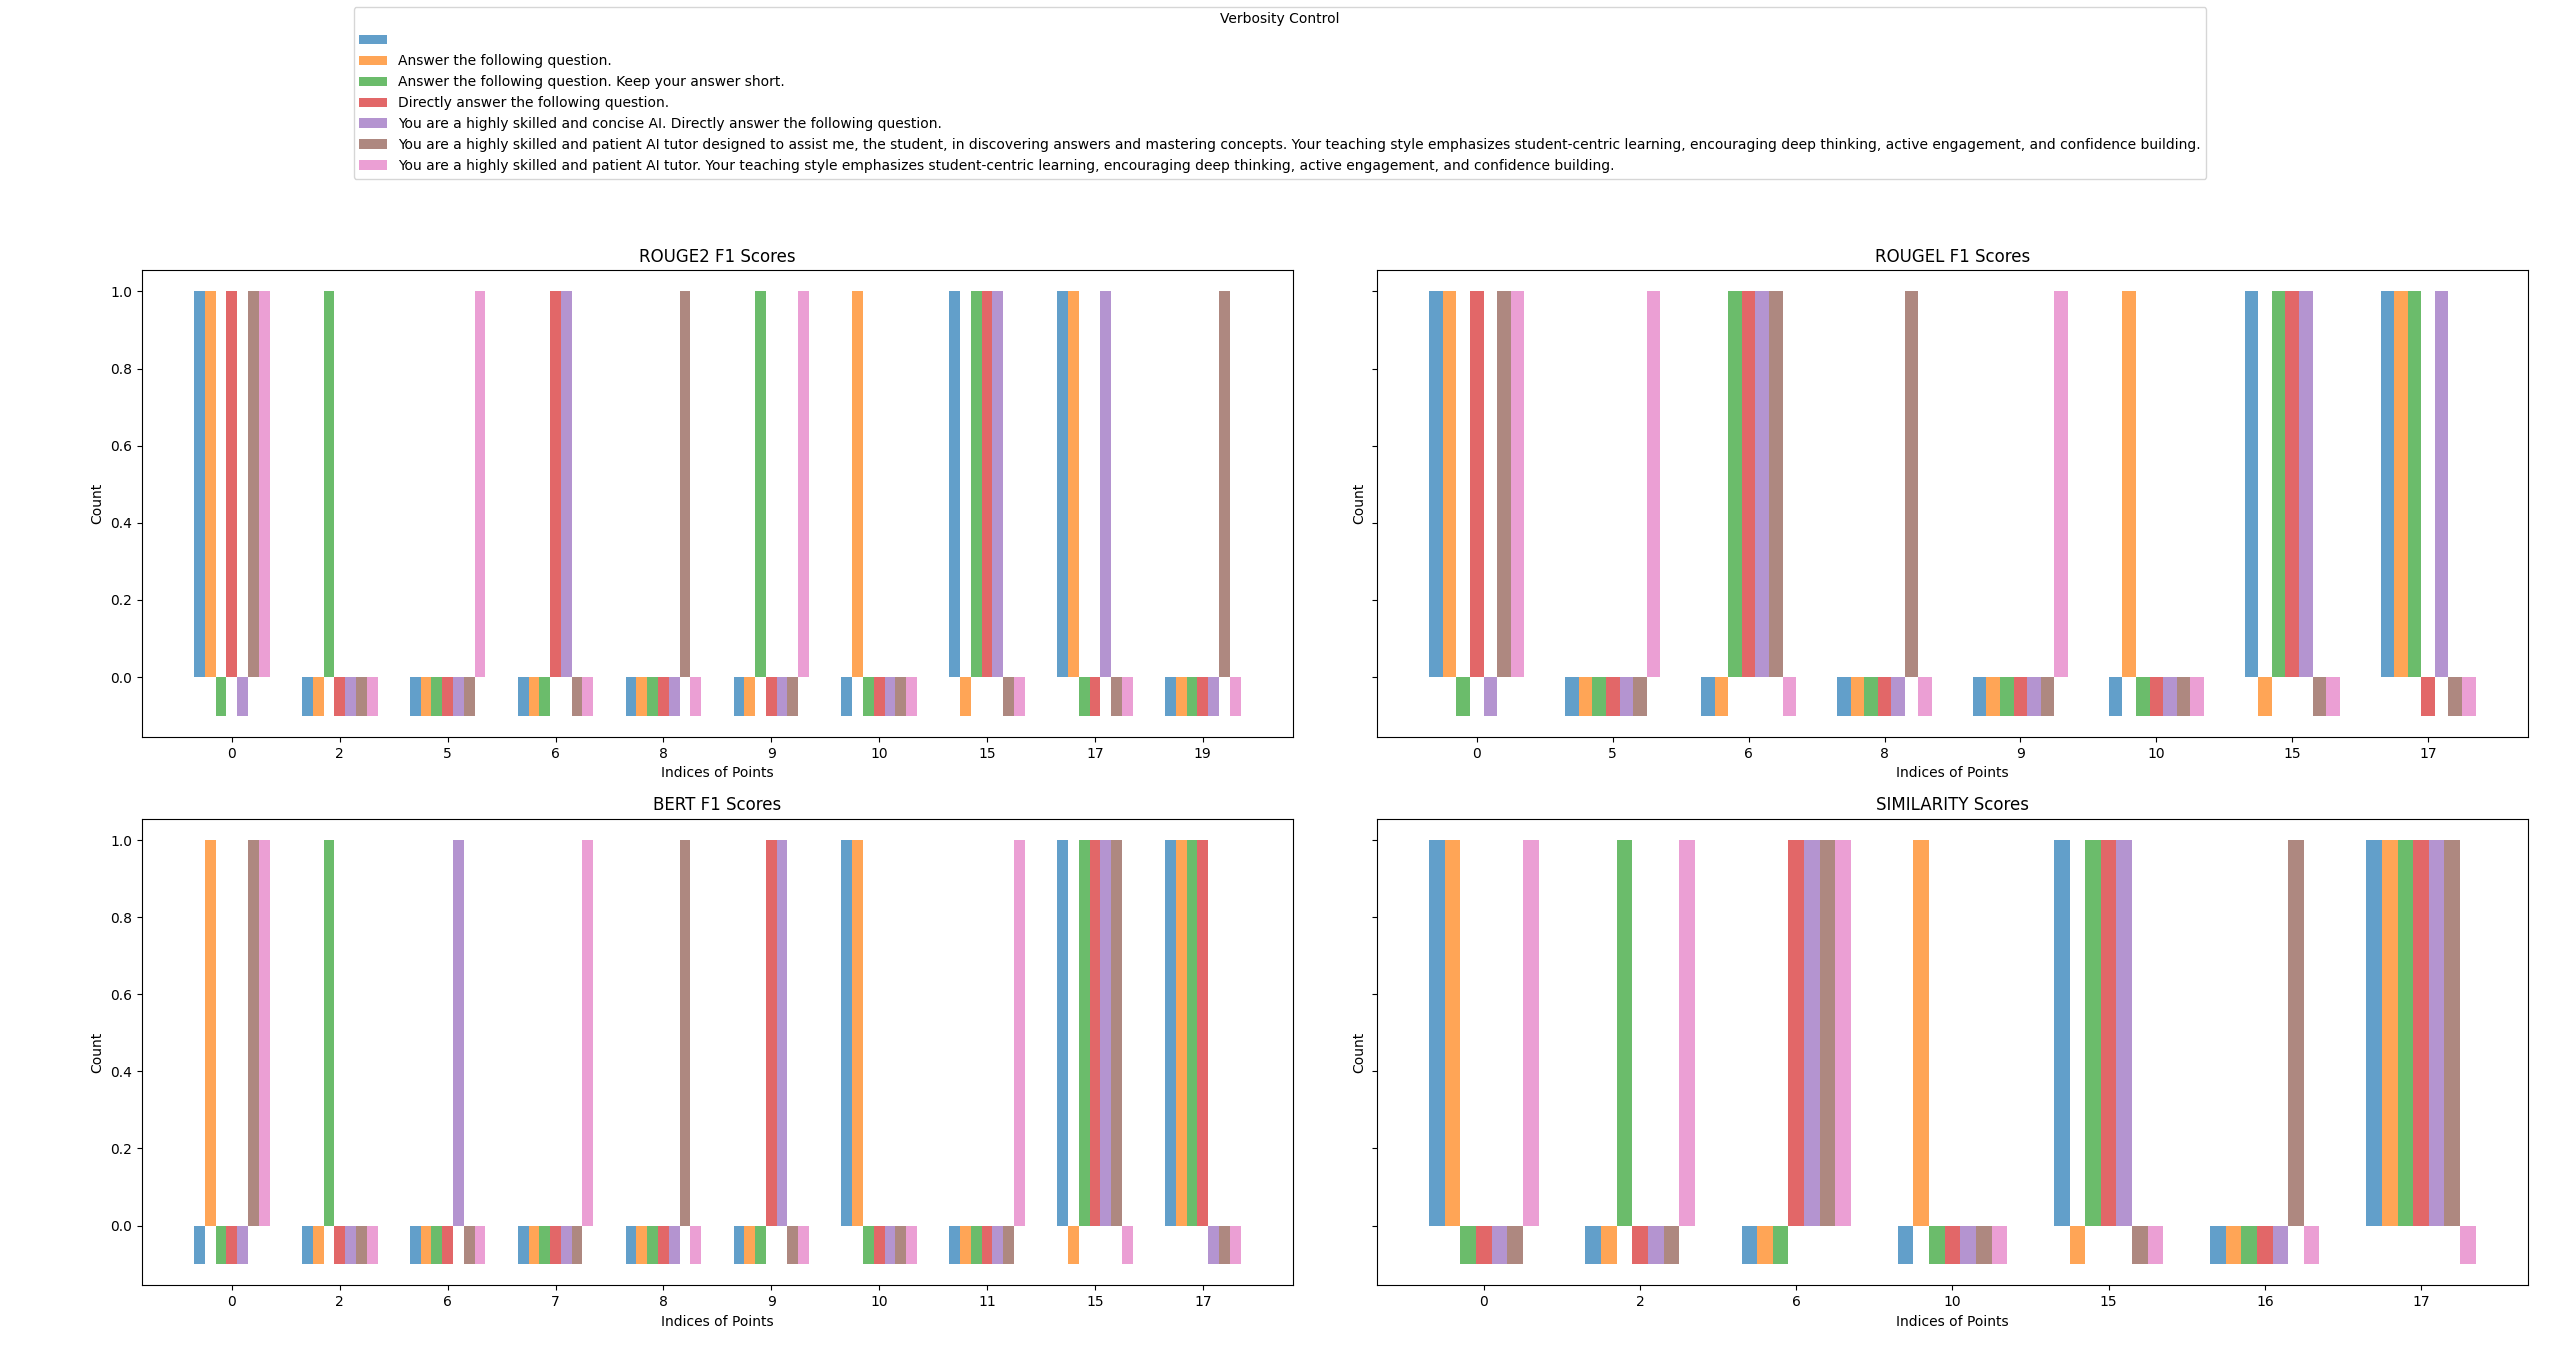 Verbosity Control
Answer the following question.
Answer the following question. Keep your answer short.
Directly answer the following question.
You are a highly skilled and concise AI. Directly answer the following question.
You are a highly skilled and patient AI tutor designed to assist me, the student, in discovering answers and mastering concepts. Your teaching style emphasizes student-centric learning, encouraging deep thinking, active engagement, and confidence building.
You are a highly skilled and patient AI tutor. Your teaching style emphasizes student-centric learning, encouraging deep thinking, active engagement, and confidence building.
ROUGE2 F1 Scores
1.0
0.8
0.6
0.4
0.2
0.0
Count
0 2 5 6 8 9 10 15 17 19
Indices of Points
ROUGEL F1 Scores
Count
0 5 6 8 9 10 15 17
Indices of Points
BERT F1 Scores
1.0
0.8
0.6
0.4
0.2
0.0
Count
0 2 6 7 8 9 10 11 15 17
Indices of Points
SIMILARITY Scores
Count
0 2 6 10 15 16 17
Indices of Points